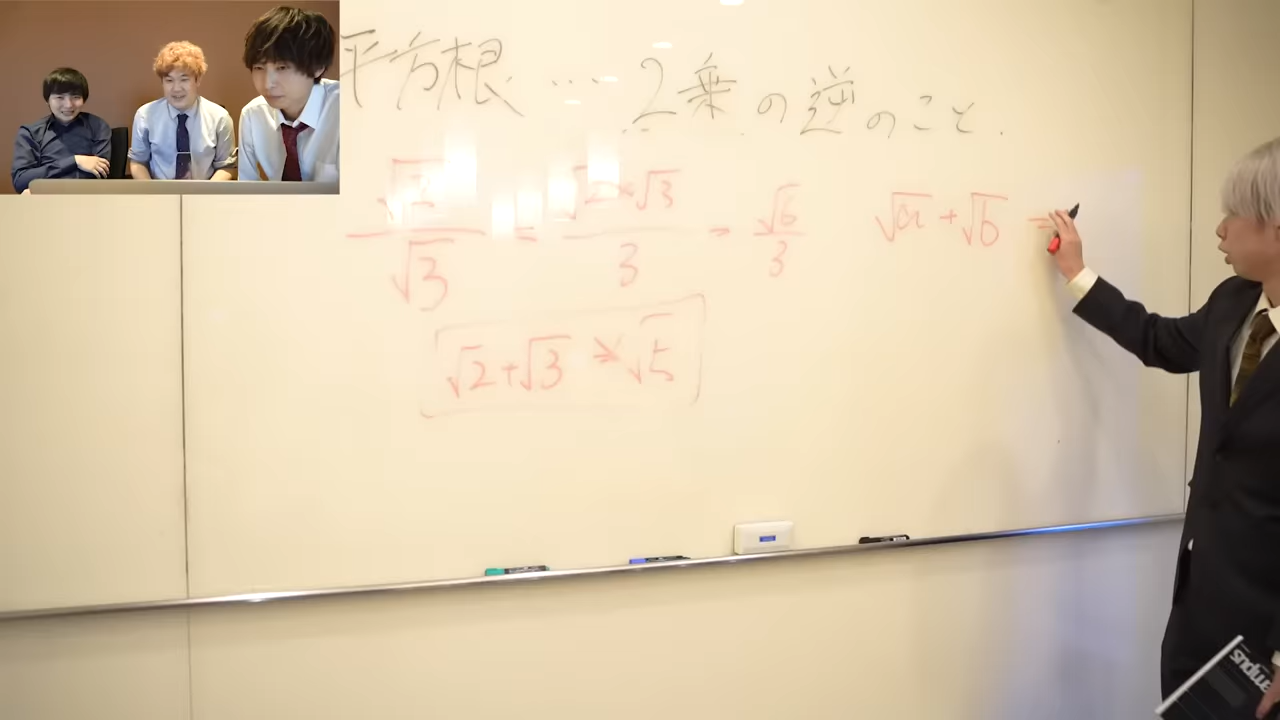 平方根…2乗の逆のこと.
√2/√3 = √2×√3/3 = √6/3
√a+√b =
√2+√3 ≠ √5
ampus